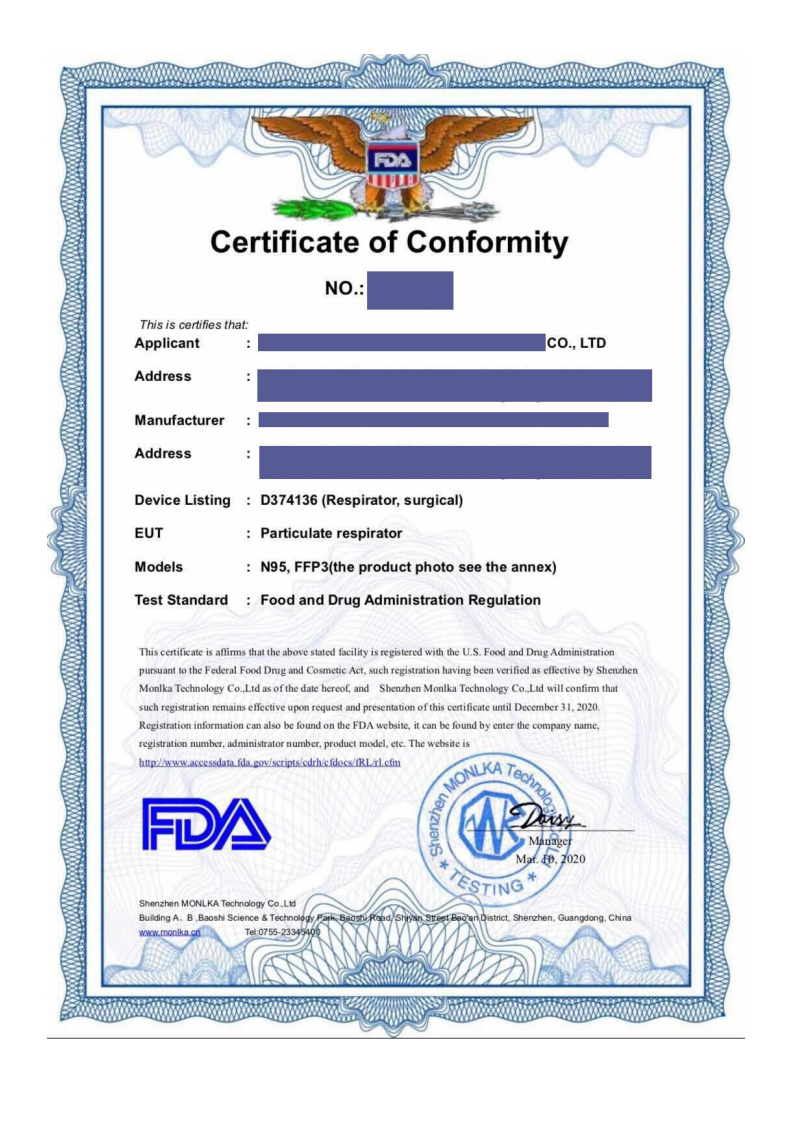 FDA
Certificate of Conformity
NO.:
This is certifies that:
Applicant : CO., LTD
Address :
Manufacturer :
Address :
Device Listing : D374136 (Respirator, surgical)
EUT : Particulate respirator
Models : N95, FFP3(the product photo see the annex)
Test Standard : Food and Drug Administration Regulation
This certificate is affirms that the above stated facility is registered with the U.S. Food and Drug Administration
pursuant to the Federal Food Drug and Cosmetic Act, such registration having been verified as effective by Shenzhen
Monlka Technology Co.,Ltd as of the date hereof, and Shenzhen Monlka Technology Co.,Ltd will confirm that
such registration remains effective upon request and presentation of this certificate until December 31, 2020.
Registration information can also be found on the FDA website, it can be found by enter the company name,
registration number, administrator number, product model, etc. The website is
http://www.accessdata.fda.gov/scripts/cdrh/cfdocs/fRL/rl.cfm
Shenzhen MONLKA Technology Co., LTD
* TESTING *
FDA
Daisy
Manager
Mar. 10, 2020
Shenzhen MONLKA Technology Co.,Ltd
Building A、B ,Baoshi Science & Technology Park, Baoshi Road, Shiyan Street Bao'an District, Shenzhen, Guangdong, China
www.monlka.cn Tel:0755-23345400